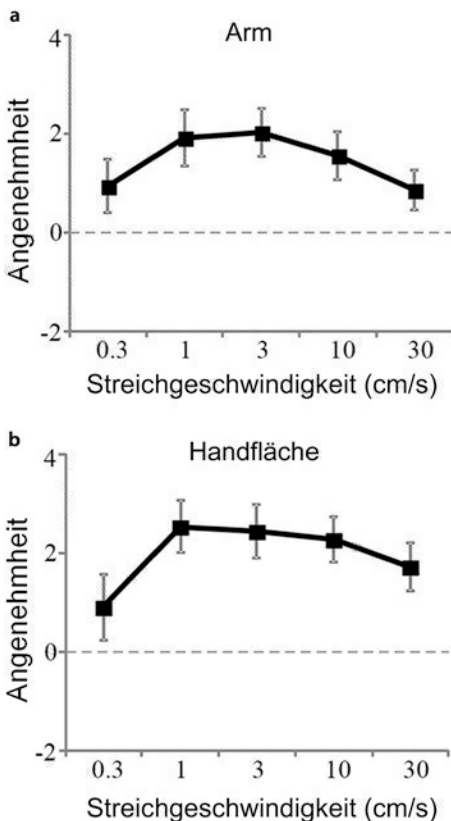 a
Arm
Angenehmheit
4
2
0
-2
0.3 1 3 10 30
Streichgeschwindigkeit (cm/s)
b
Handfläche
Angenehmheit
4
2
0
-2
0.3 1 3 10 30
Streichgeschwindigkeit (cm/s)